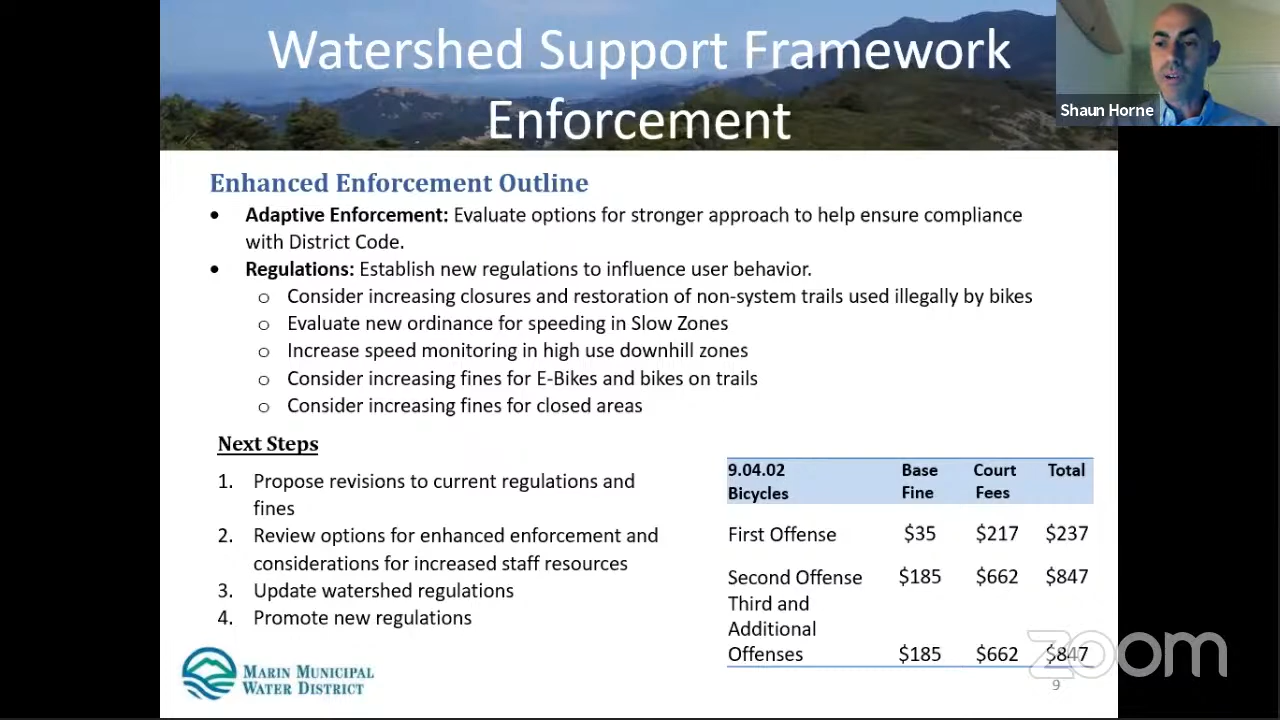 Watershed Support Framework
Enforcement
Shaun Horne
Enhanced Enforcement Outline
• Adaptive Enforcement: Evaluate options for stronger approach to help ensure compliance
with District Code.
• Regulations: Establish new regulations to influence user behavior.
o Consider increasing closures and restoration of non-system trails used illegally by bikes
o Evaluate new ordinance for speeding in Slow Zones
o Increase speed monitoring in high use downhill zones
o Consider increasing fines for E-Bikes and bikes on trails
o Consider increasing fines for closed areas
Next Steps
1. Propose revisions to current regulations and
fines
2. Review options for enhanced enforcement and
considerations for increased staff resources
3. Update watershed regulations
4. Promote new regulations
9.04.02 Base Court Total
Bicycles Fine Fees
First Offense $35 $217 $237
Second Offense $185 $662 $847
Third and
Additional
Offenses $185 $662 $847
MARIN MUNICIPAL
WATER DISTRICT
zoom
9